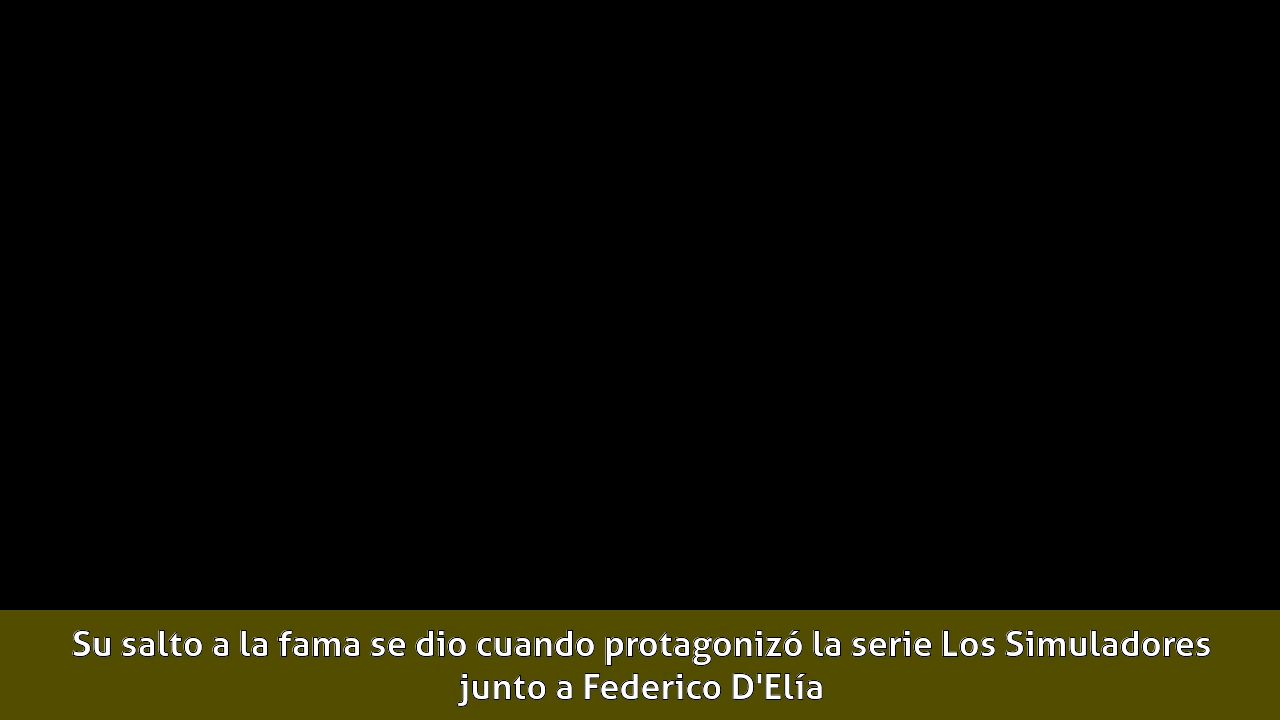 Su salto a la fama se dio cuando protagonizó la serie Los Simuladores
junto a Federico D'Elía